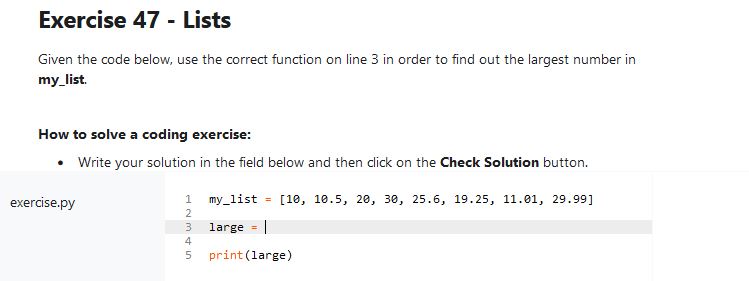 Exercise 47 - Lists
Given the code below, use the correct function on line 3 in order to find out the largest number in
my_list.
How to solve a coding exercise:
• Write your solution in the field below and then click on the Check Solution button.
exercise.py
1 my_list = [10, 10.5, 20, 30, 25.6, 19.25, 11.01, 29.99]
2
3 large =
4
5 print(large)